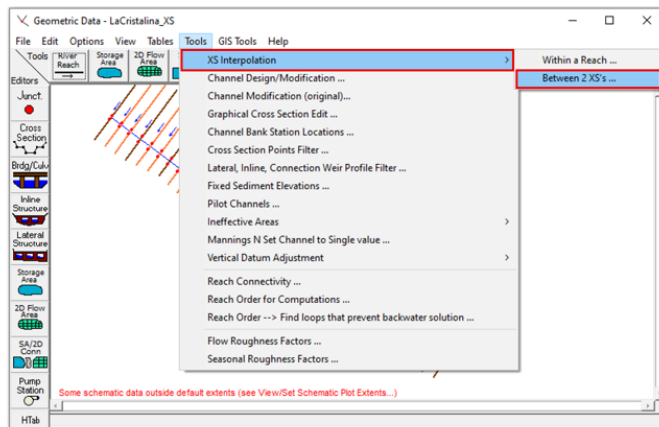 Geometric Data - LaCristalina_XS
File Edit Options View Tables Tools GIS Tools Help
Tools
River
Reach
Storage
Area
2D Flow
Area
Editors
Junct.
Cross
Section
Brdg/Culv
Inline
Structure
Lateral
Structure
Storage
Area
2D Flow
Area
SA/2D
Conn
Pump
Station
HTab
XS Interpolation
Channel Design/Modification ...
Channel Modification (original)...
Graphical Cross Section Edit ...
Channel Bank Station Locations ...
Cross Section Points Filter ...
Lateral, Inline, Connection Weir Profile Filter ...
Fixed Sediment Elevations ...
Pilot Channels ...
Ineffective Areas
Mannings N Set Channel to Single value ...
Vertical Datum Adjustment
Reach Connectivity ...
Reach Order for Computations ...
Reach Order --> Find loops that prevent backwater solution ...
Flow Roughness Factors ...
Seasonal Roughness Factors ...
Within a Reach ...
Between 2 XS's ...
Some schematic data outside default extents (see View/Set Schematic Plot Extents...)